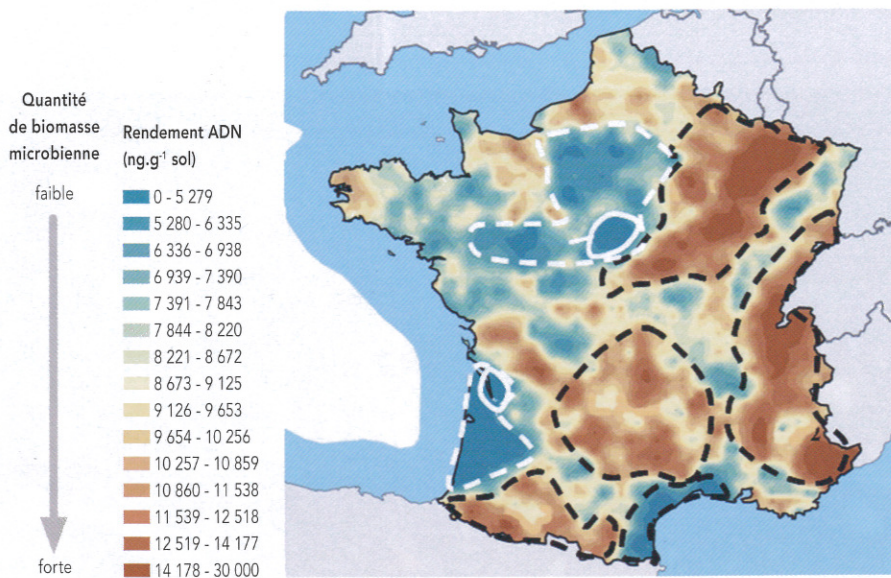 Quantité
de biomasse
microbienne
Rendement ADN
(ng.g⁻¹ sol)
faible
forte
0 - 5 279
5 280 - 6 335
6 336 - 6 938
6 939 - 7 390
7 391 - 7 843
7 844 - 8 220
8 221 - 8 672
8 673 - 9 125
9 126 - 9 653
9 654 - 10 256
10 257 - 10 859
10 860 - 11 538
11 539 - 12 518
12 519 - 14 177
14 178 - 30 000